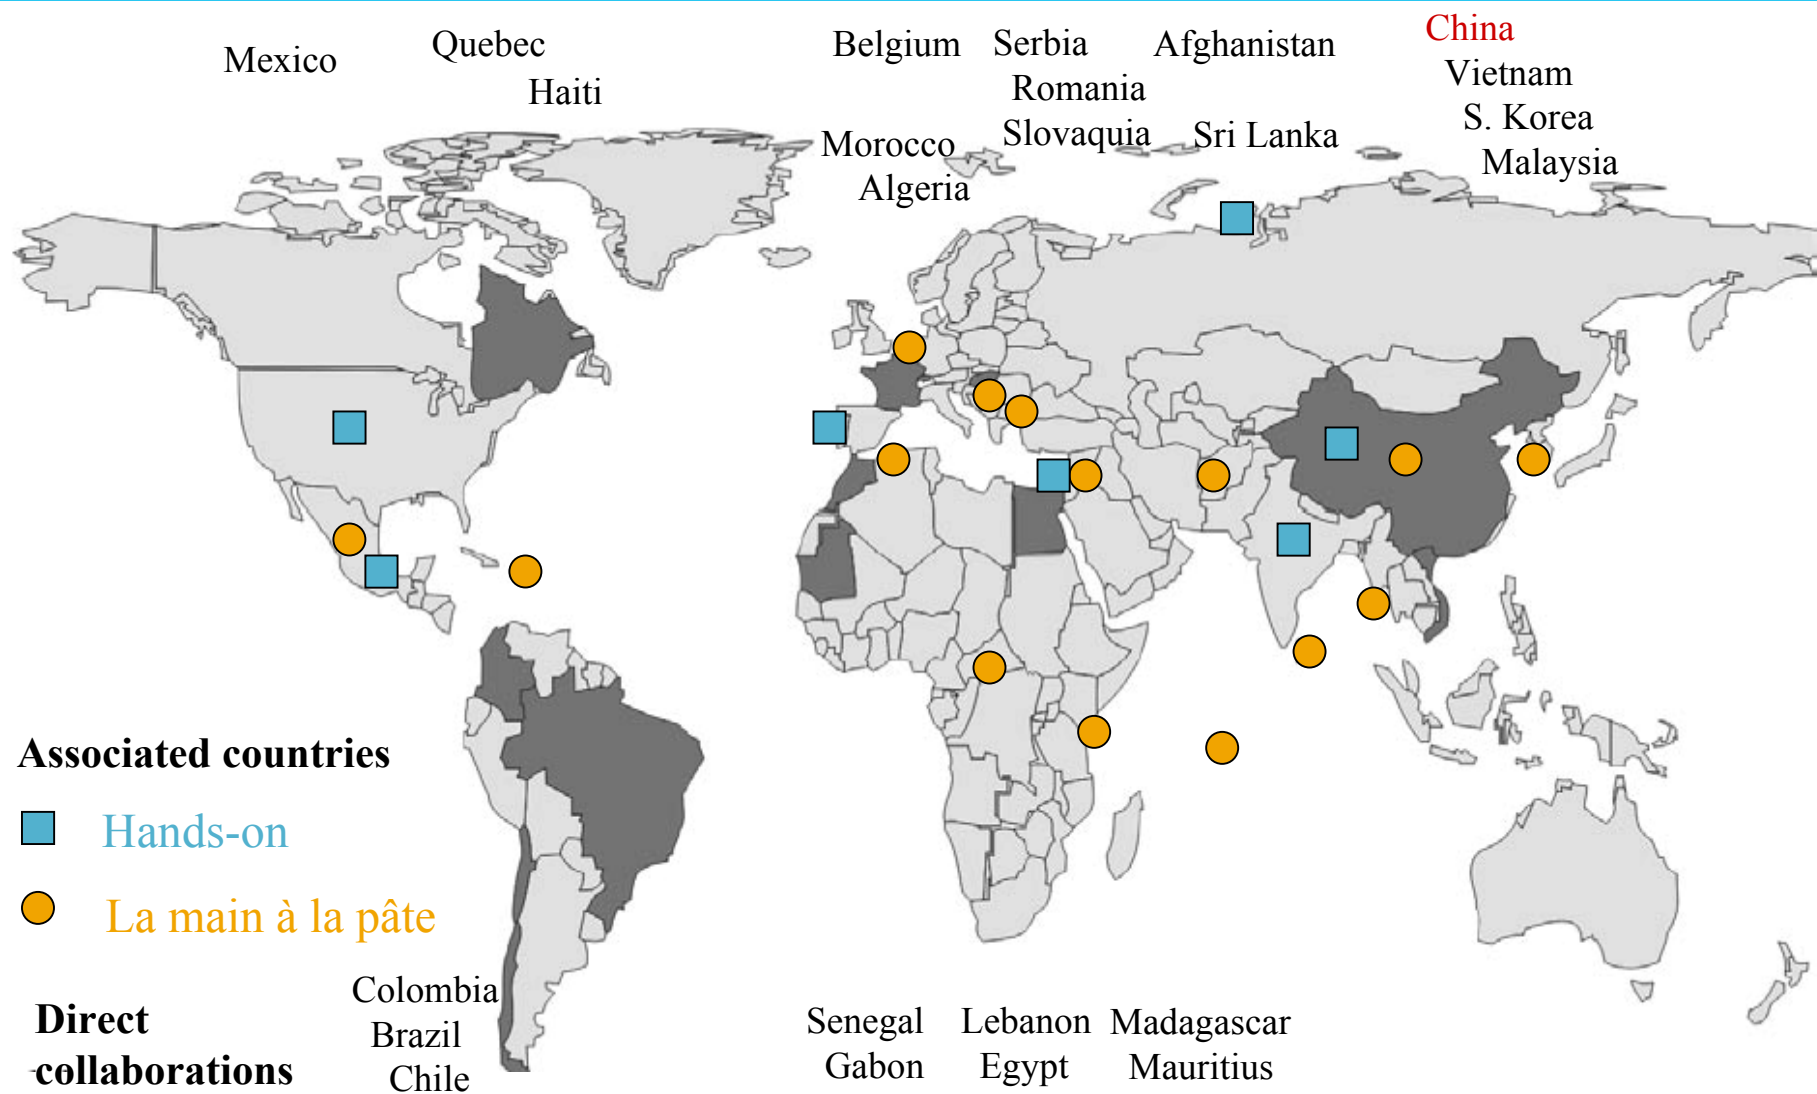 China
Mexico
Quebec
Belgium
Serbia
Afghanistan
Vietnam
Haiti
Romania
S. Korea
Morocco
Slovaquia
Sri Lanka
Malaysia
Algeria
Associated countries
Hands-on
La main à la pâte
Direct
collaborations
Colombia
Brazil
Chile
Senegal
Gabon
Lebanon
Egypt
Madagascar
Mauritius